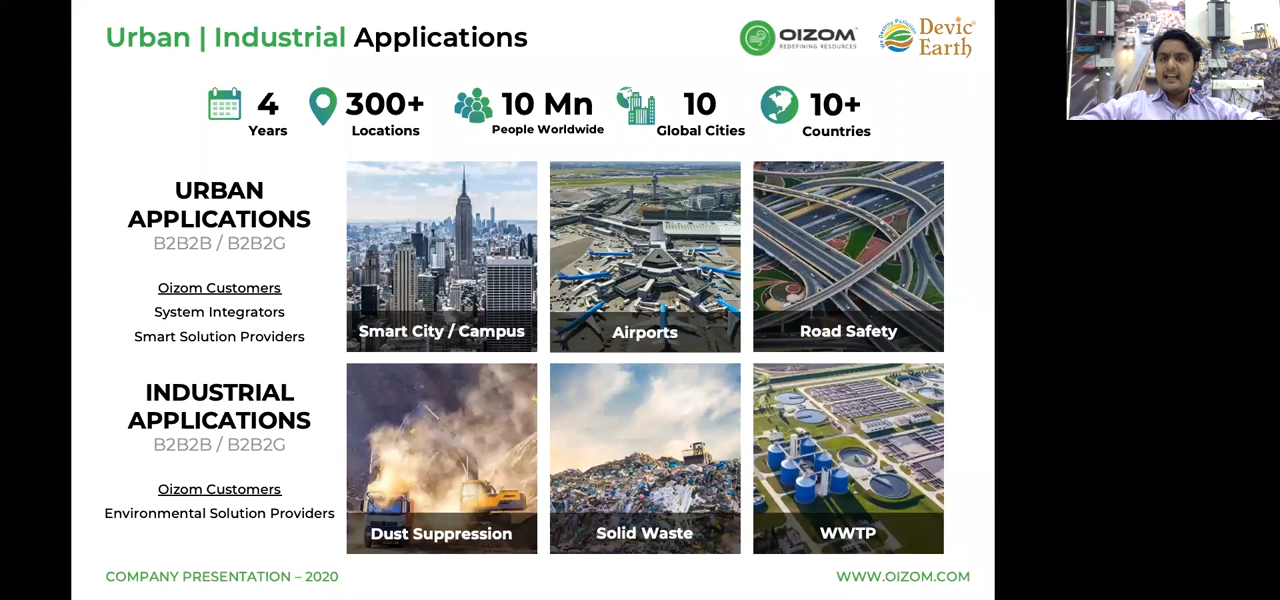 Urban | Industrial Applications
OIZOM
REDEFINING RESOURCES
We Destroy Pollution
Devic
Earth
4
Years
300+
Locations
10 Mn
People Worldwide
10
Global Cities
10+
Countries
URBAN
APPLICATIONS
B2B2B / B2B2G
Oizom Customers
System Integrators
Smart Solution Providers
Smart City / Campus
Airports
Road Safety
INDUSTRIAL
APPLICATIONS
B2B2B / B2B2G
Oizom Customers
Environmental Solution Providers
Dust Suppression
Solid Waste
WWTP
COMPANY PRESENTATION – 2020
WWW.OIZOM.COM